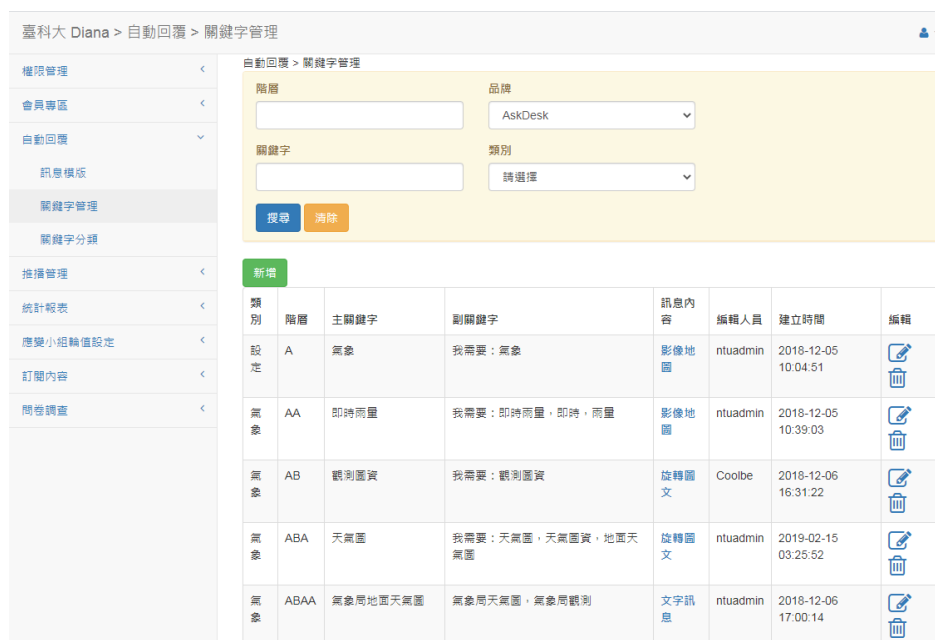 臺科大 Diana > 自動回覆 > 關鍵字管理
權限管理
會員專區
自動回覆
訊息模版
關鍵字管理
關鍵字分類
推播管理
統計報表
應變小組輪值設定
訂閱內容
問卷調查
自動回覆 > 關鍵字管理
階層 品牌
AskDesk
關鍵字 類別
請選擇
搜尋 清除
新增
類別 階層 主關鍵字 副關鍵字 訊息內容 編輯人員 建立時間 編輯
設定 A 氣象 我需要：氣象 影像地圖 ntuadmin 2018-12-05 10:04:51
氣象 AA 即時雨量 我需要：即時雨量，即時，雨量 影像地圖 ntuadmin 2018-12-05 10:39:03
氣象 AB 觀測圖資 我需要：觀測圖資 旋轉圖文 Coolbe 2018-12-06 16:31:22
氣象 ABA 天氣圖 我需要：天氣圖，天氣圖資，地面天氣圖 旋轉圖文 ntuadmin 2019-02-15 03:25:52
氣象 ABAA 氣象局地面天氣圖 氣象局天氣圖，氣象局觀測 文字訊息 ntuadmin 2018-12-06 17:00:14